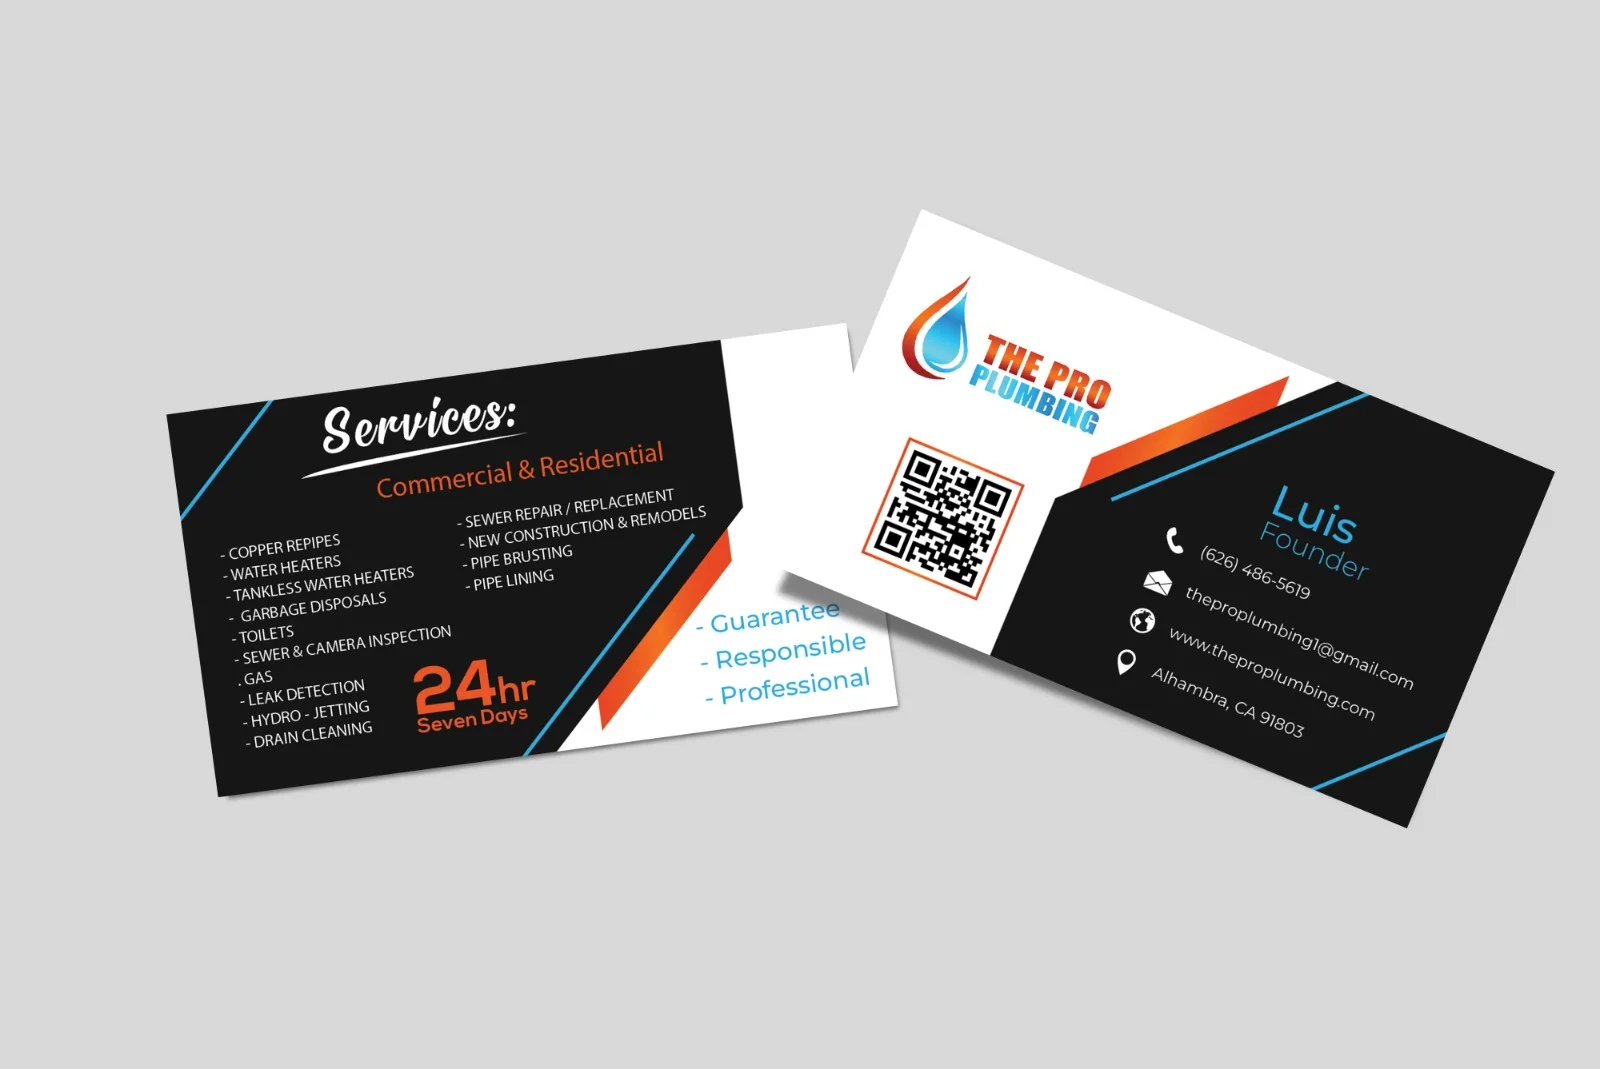 Services:
Commercial & Residential
- COPPER REPIPES
- WATER HEATERS
- TANKLESS WATER HEATERS
- GARBAGE DISPOSALS
- TOILETS
- SEWER & CAMERA INSPECTION
. GAS
- LEAK DETECTION
- HYDRO - JETTING
- DRAIN CLEANING
- SEWER REPAIR / REPLACEMENT
- NEW CONSTRUCTION & REMODELS
- PIPE BRUSTING
- PIPE LINING
24hr
Seven Days
- Guarantee
- Responsible
- Professional
THE PRO
PLUMBING
Luis
Founder
(626) 486-5619
theproplumbing1@gmail.com
www.theproplumbing.com
Alhambra, CA 91803